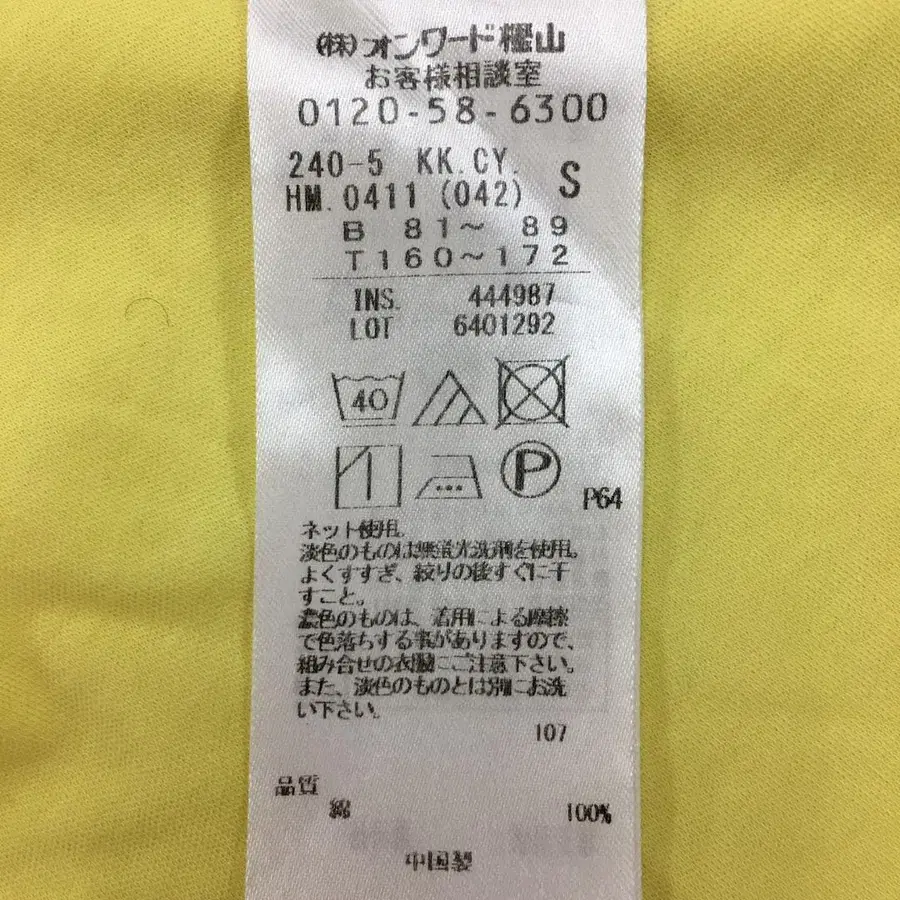 (株)オンワード樫山
お客様相談室
0120-58-6300
240-5 KK.CY. S
HM.0411(042)
B 81～ 89
T160～172
INS. 444987
LOT 6401292
40
P
P64
ネット使用。
淡色のものは無蛍光洗剤を使用。
よくすすぎ、絞りの後すぐに干
すこと。
濃色のものは、着用による摩擦
で色落ちする事がありますので、
組み合せの衣服にご注意下さい。
また、淡色のものとは別にお洗
い下さい。
107
品質
綿 100%
中国製